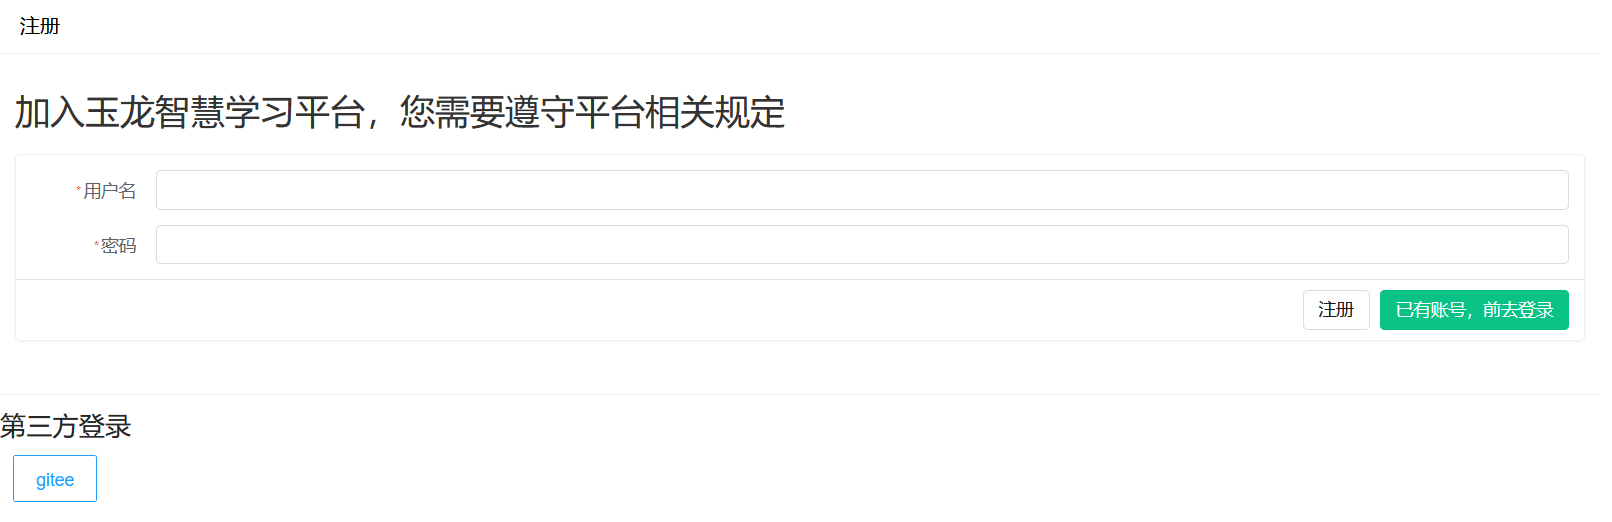 注册
加入玉龙智慧学习平台，您需要遵守平台相关规定
*用户名
*密码
注册 已有账号，前去登录
第三方登录
gitee